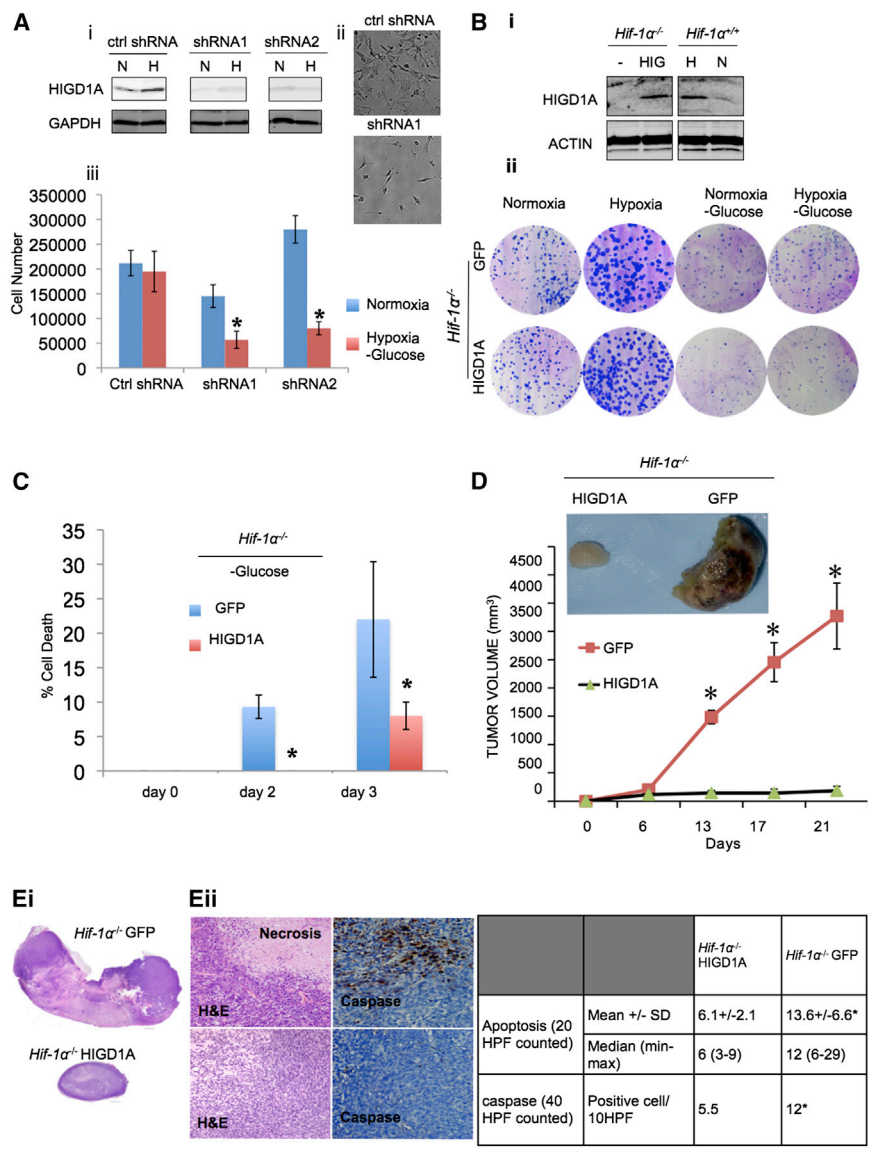 A
i
ctrl shRNA shRNA1 shRNA2
N H N H N H
HIGD1A
GAPDH
ii
ctrl shRNA
shRNA1
iii
350000
300000
250000
200000
150000
100000
50000
0
Cell Number
Ctrl shRNA shRNA1 shRNA2
* *
Normoxia
Hypoxia
-Glucose
B
i
Hif-1α-/- Hif-1α+/+
- HIG H N
HIGD1A
ACTIN
ii
Normoxia Hypoxia Normoxia -Glucose Hypoxia -Glucose
Hif-1α-/-
GFP
HIGD1A
C
35
30
25
20
15
10
5
0
% Cell Death
Hif-1α-/-
-Glucose
GFP
HIGD1A
* *
day 0 day 2 day 3
D
Hif-1α-/-
HIGD1A GFP
4500
4000
3500
3000
2500
2000
1500
1000
500
0
TUMOR VOLUME (mm3)
GFP
HIGD1A
* * *
0 6 13 17 21
Days
Ei
Hif-1α-/- GFP
Hif-1α-/- HIGD1A
Eii
Necrosis
H&E
Caspase
H&E
Caspase
Hif-1α-/- HIGD1A
Hif-1α-/- GFP
Apoptosis (20 HPF counted)
Mean +/- SD 6.1+/-2.1 13.6+/-6.6*
Median (min-max) 6 (3-9) 12 (6-29)
caspase (40 HPF counted)
Positive cell/ 10HPF 5.5 12*